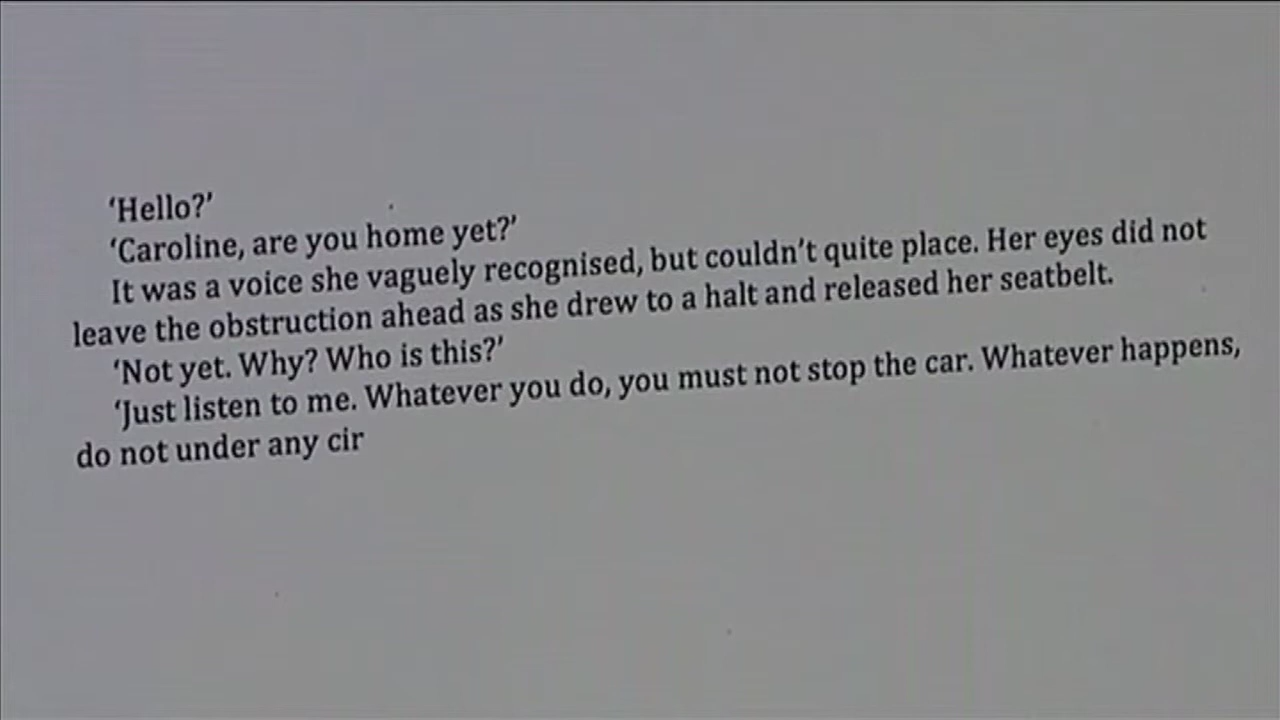 ‘Hello?’
‘Caroline, are you home yet?’
It was a voice she vaguely recognised, but couldn’t quite place. Her eyes did not
leave the obstruction ahead as she drew to a halt and released her seatbelt.
‘Not yet. Why? Who is this?’
‘Just listen to me. Whatever you do, you must not stop the car. Whatever happens,
do not under any cir